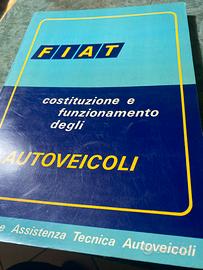 FIAT
costituzione e
funzionamento
degli
AUTOVEICOLI
e Assistenza Tecnica Autoveicoli